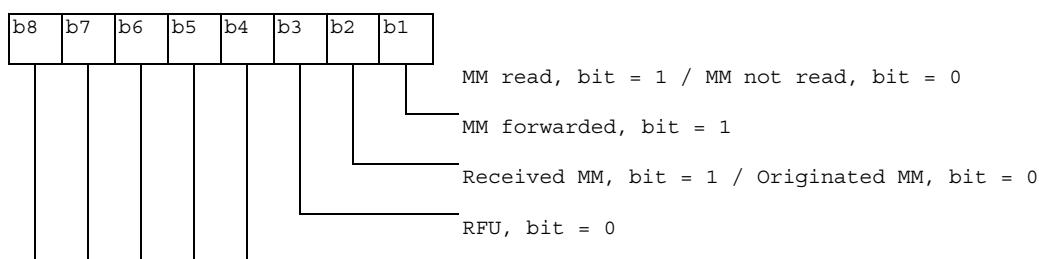 b8 b7 b6 b5 b4 b3 b2 b1
MM read, bit = 1 / MM not read, bit = 0
MM forwarded, bit = 1
Received MM, bit = 1 / Originated MM, bit = 0
RFU, bit = 0